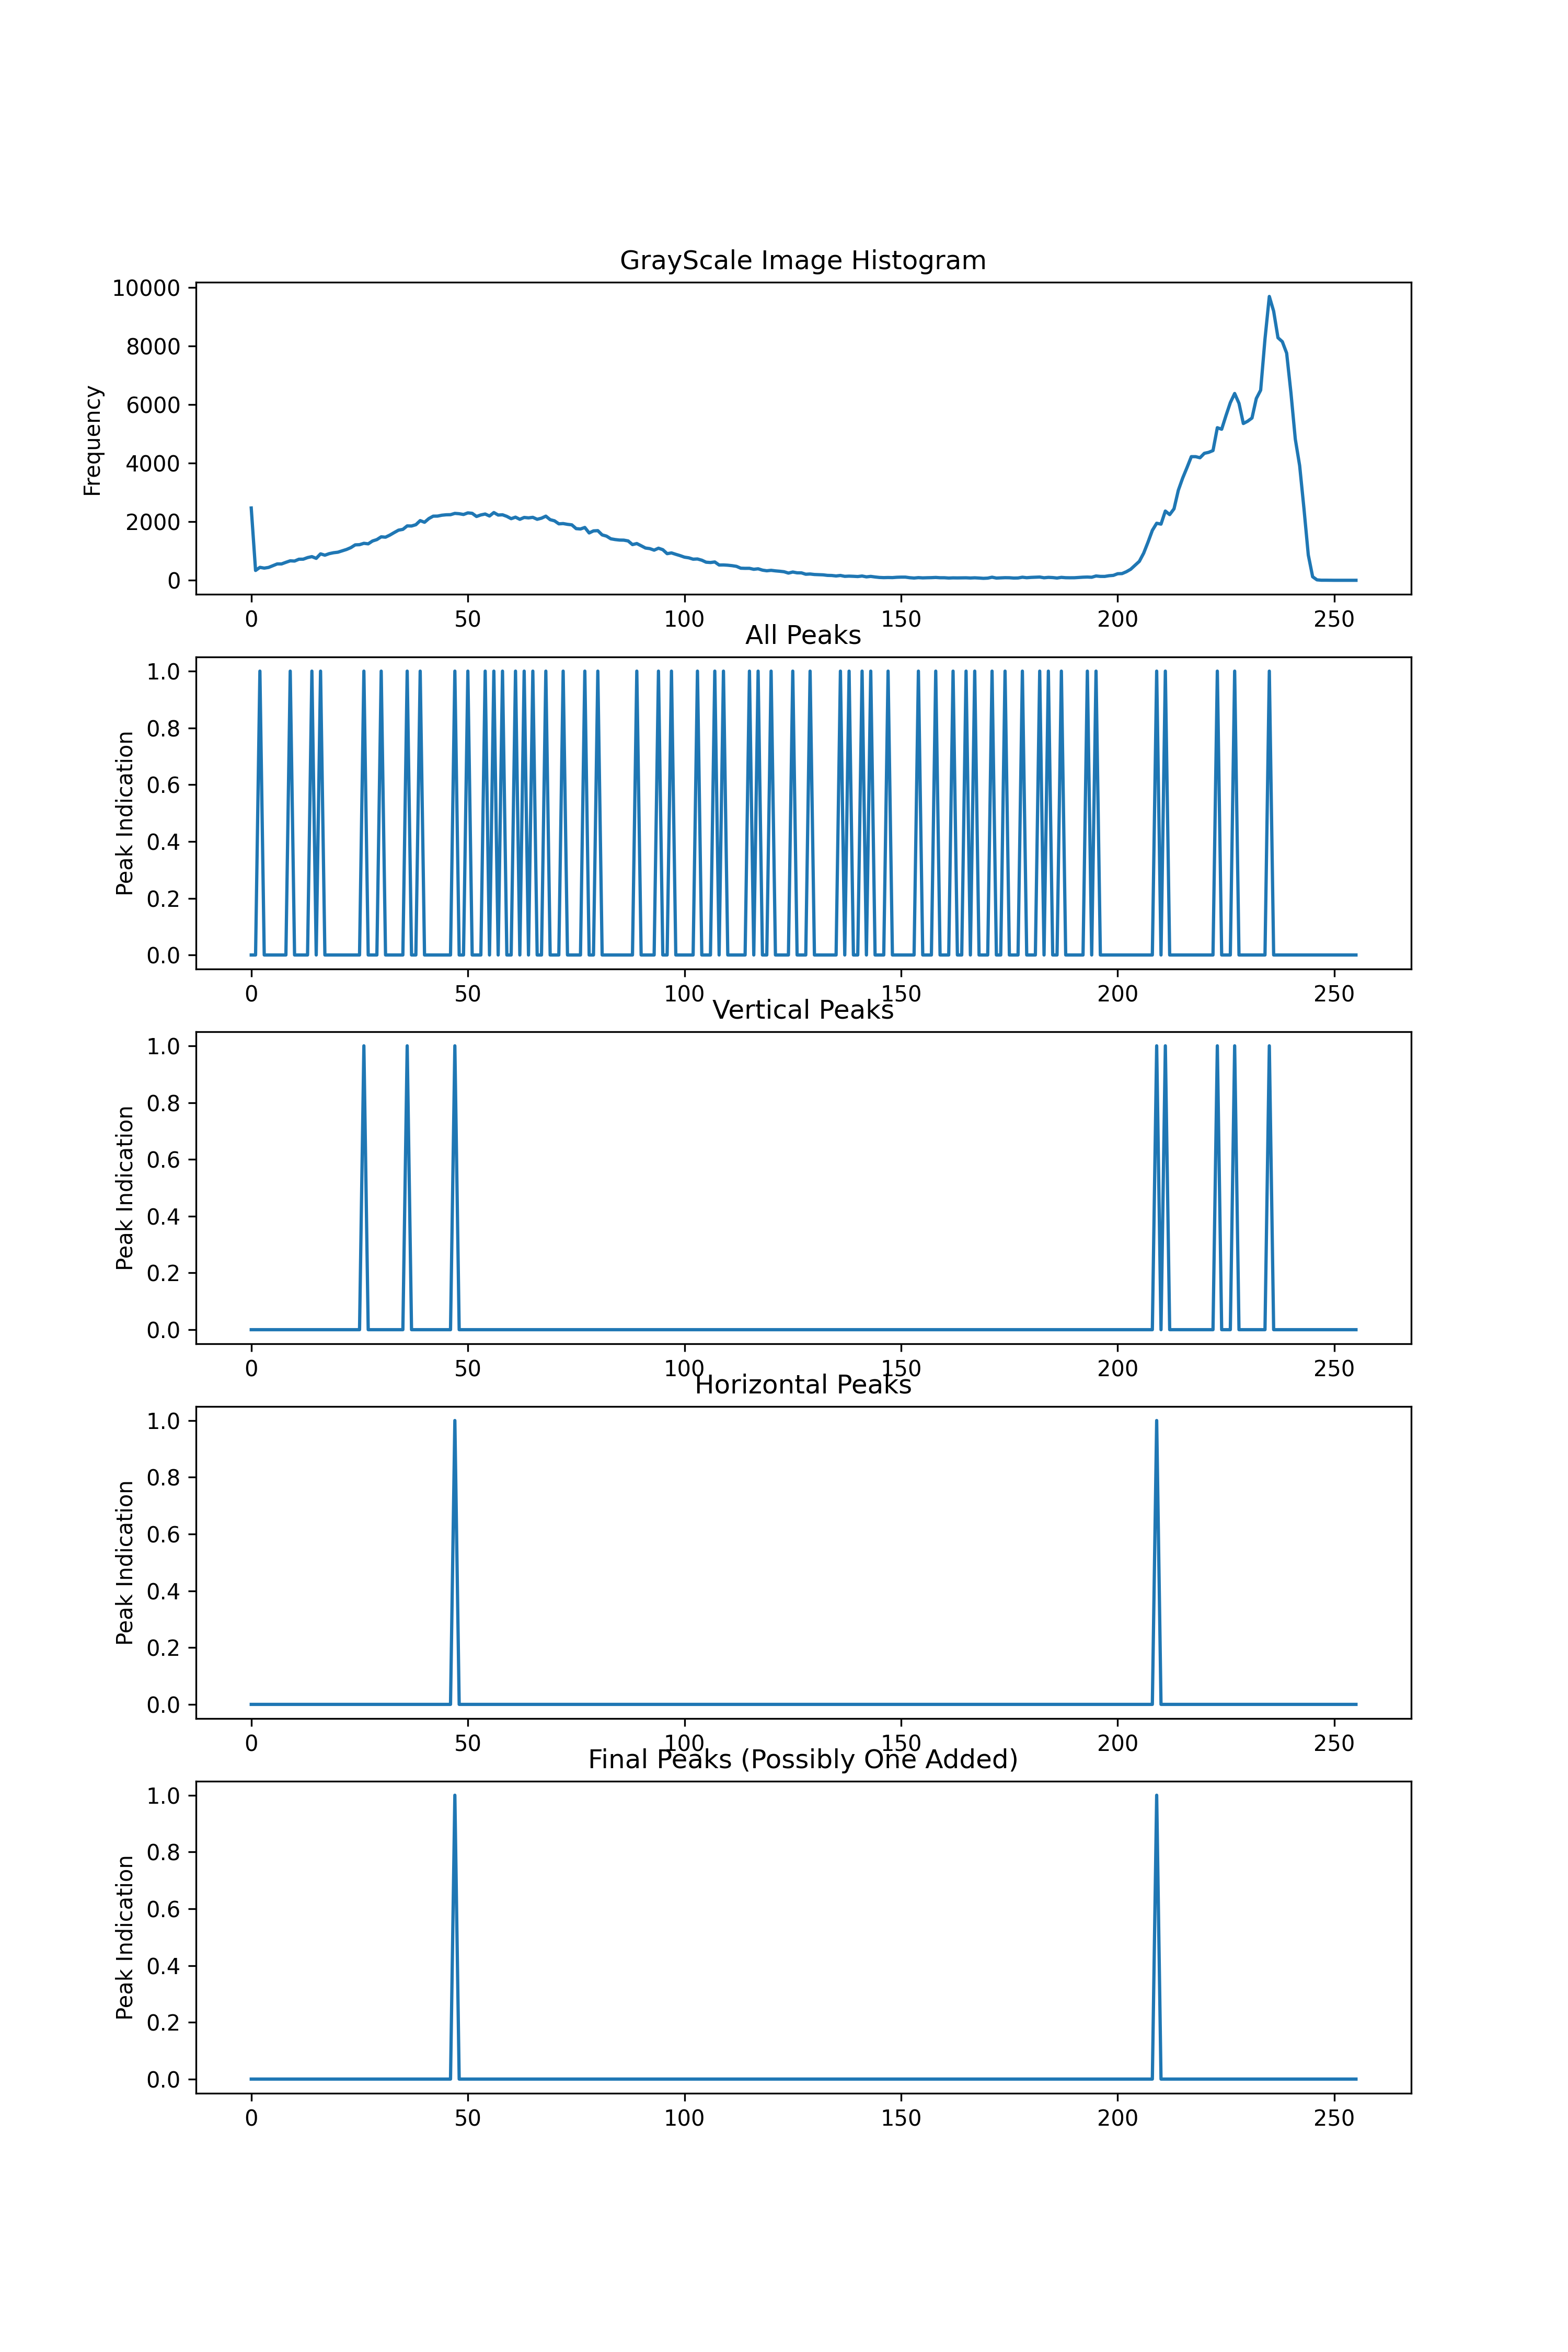 GrayScale Image Histogram
Frequency
10000
8000
6000
4000
2000
0
0 50 100 150 200 250
All Peaks
Peak Indication
1.0
0.8
0.6
0.4
0.2
0.0
0 50 100 150 200 250
Vertical Peaks
Peak Indication
1.0
0.8
0.6
0.4
0.2
0.0
0 50 100 150 200 250
Horizontal Peaks
Peak Indication
1.0
0.8
0.6
0.4
0.2
0.0
0 50 100 150 200 250
Final Peaks (Possibly One Added)
Peak Indication
1.0
0.8
0.6
0.4
0.2
0.0
0 50 100 150 200 250